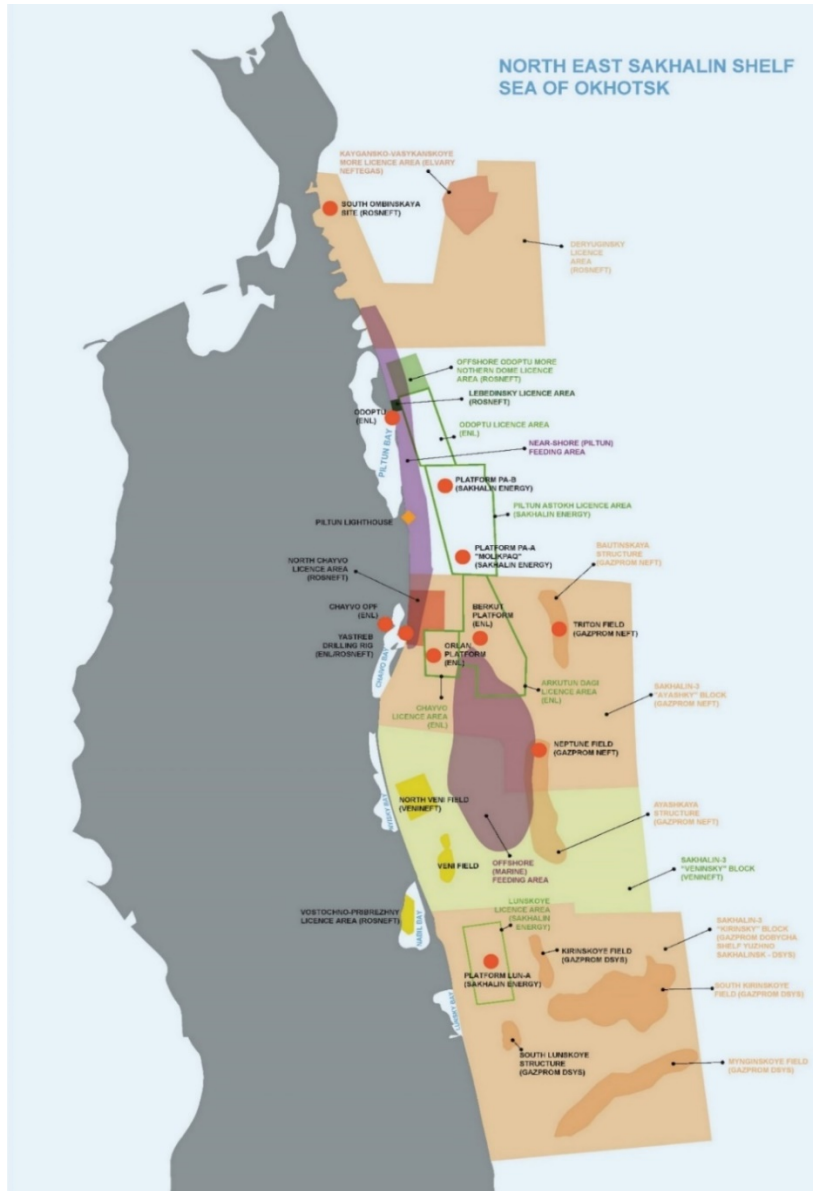 NORTH EAST SAKHALIN SHELF
SEA OF OKHOTSK
KAYGANSKO-VASYKANSKOYE
MORE LICENCE AREA (ELVARY
NEFTEGAS)
SOUTH OMBINSKAYA
SITE (ROSNEFT)
DERYUGINSKY
LICENCE
AREA
(ROSNEFT)
OFFSHORE ODOPTU MORE
NOTHERN DOME LICENCE
AREA (ROSNEFT)
LEBEDINSKY LICENCE AREA
(ROSNEFT)
ODOPTU
(ENL)
ODOPTU LICENCE AREA
(ENL)
PILTUN BAY
NEAR-SHORE (PILTUN)
FEEDING AREA
PLATFORM PA-B
(SAKHALIN ENERGY)
PILTUN ASTOKH LICENCE AREA
(SAKHALIN ENERGY)
PILTUN LIGHTHOUSE
PLATFORM PA-A
"MOLIKPAQ"
(SAKHALIN ENERGY)
BAUTINSKAYA
STRUCTURE
(GAZPROM NEFT)
NORTH CHAYVO
LICENCE AREA
(ROSNEFT)
CHAYVO OPF
(ENL)
BERKUT
PLATFORM
(ENL)
TRITON FIELD
(GAZPROM NEFT)
YASTREB
DRILLING RIG
(ENL/ROSNEFT)
ORLAN
PLATFORM
(ENL)
CHAIVO BAY
ARKUTUN DAGI
LICENCE AREA
(ENL)
SAKHALIN-3
"AYASHKY" BLOCK
(GAZPROM NEFT)
CHAYVO
LICENCE AREA
(ENL)
NEPTUNE FIELD
(GAZPROM NEFT)
NORTH VENI FIELD
(VENINEFT)
AYASHKAYA
STRUCTURE
(GAZPROM NEFT)
VENI FIELD
OFFSHORE
(MARINE)
FEEDING AREA
SAKHALIN-3
"VENINSKY" BLOCK
(VENINEFT)
VOSTOCHNO-PRIBREZHNY
LICENCE AREA (ROSNEFT)
NABIL BAY
LUNSKOYE
LICENCE AREA
(SAKHALIN
ENERGY)
SAKHALIN-3
"KIRINSKY" BLOCK
(GAZPROM DOBYCHA
SHELF YUZHNO
SAKHALINSK - DSYS)
KIRINSKOYE FIELD
(GAZPROM DSYS)
PLATFORM LUN-A
(SAKHALIN ENERGY)
SOUTH KIRINSKOYE
FIELD (GAZPROM DSYS)
SOUTH LUNSKOYE
STRUCTURE
(GAZPROM DSYS)
MYNGINSKOYE FIELD
(GAZPROM DSYS)